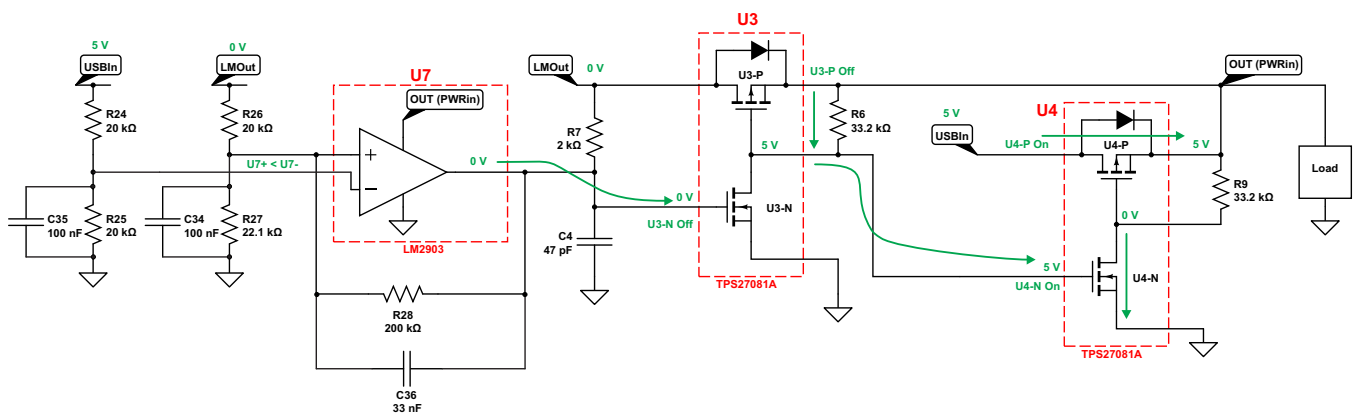 5 V
USBIn
R24
20 kΩ
C35
100 nF
R25
20 kΩ
0 V
LMOut
R26
20 kΩ
U7+ < U7-
C34
100 nF
R27
22.1 kΩ
U7
OUT (PWRin)
+
−
LM2903
0 V
R28
200 kΩ
C36
33 nF
LMOut
0 V
R7
2 kΩ
C4
47 pF
U3
U3-P
U3-P Off
5 V
0 V
U3-N Off
U3-N
TPS27081A
R6
33.2 kΩ
5 V
USBIn
U4
U4-P On
U4-P
5 V
0 V
5 V
U4-N On
U4-N
TPS27081A
OUT (PWRin)
R9
33.2 kΩ
Load